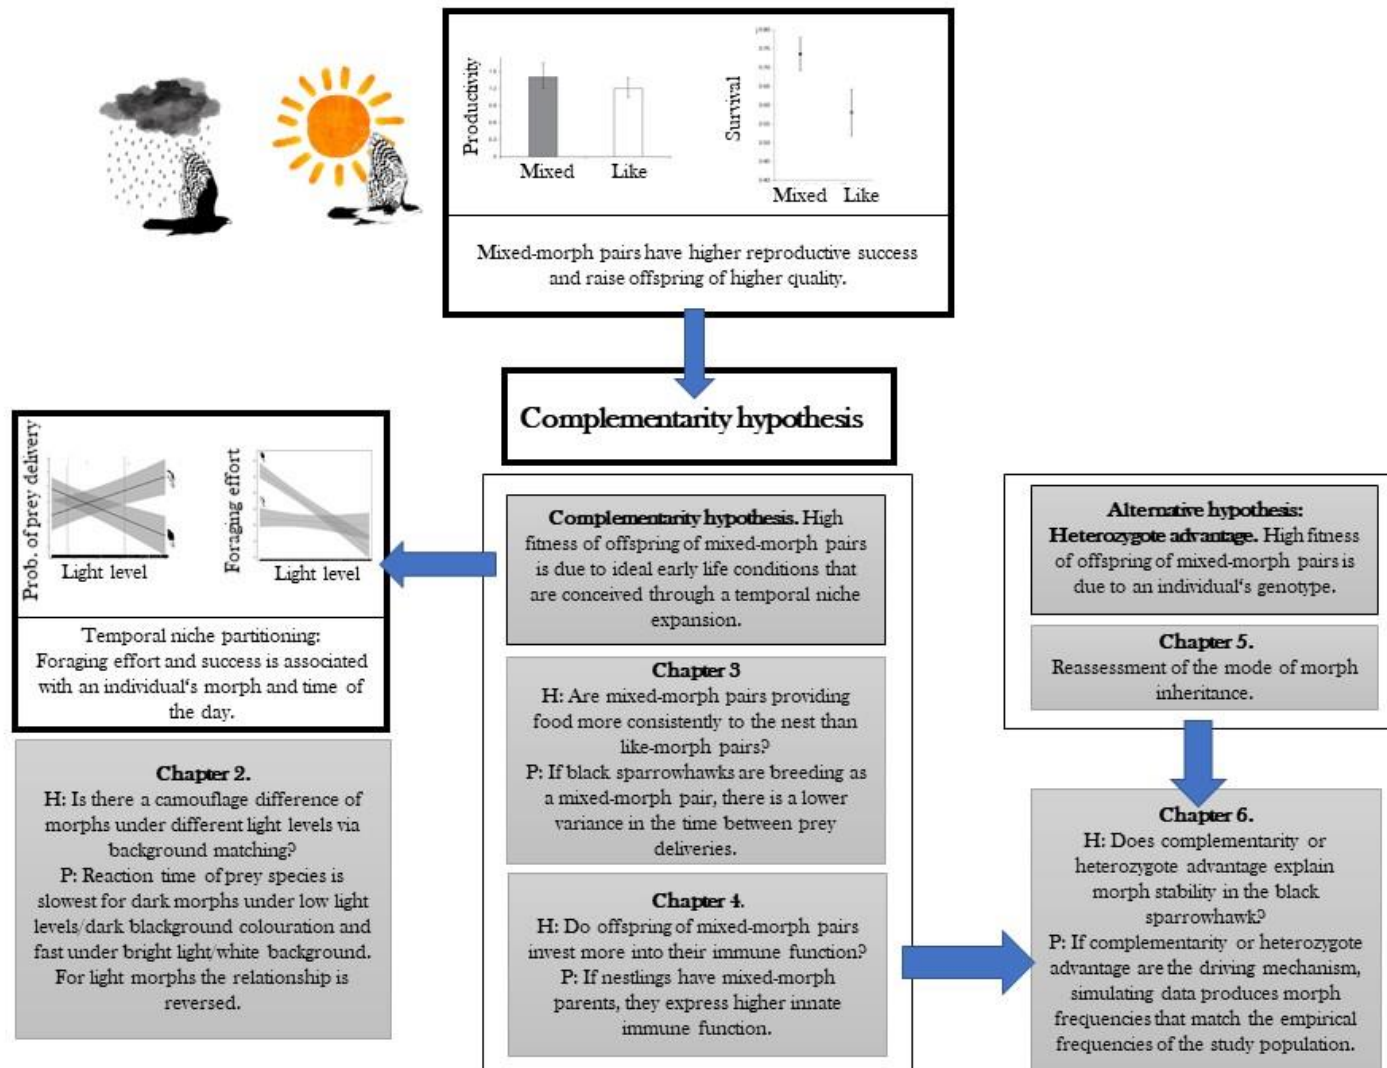 Productivity
Mixed
Like
Survival
Mixed Like
Mixed-morph pairs have higher reproductive success
and raise offspring of higher quality.
Complementarity hypothesis
Prob. of prey delivery
Light level
Foraging effort
Light level
Temporal niche partitioning:
Foraging effort and success is associated
with an individual‘s morph and time of
the day.
Chapter 2.
H: Is there a camouflage difference of
morphs under different light levels via
background matching?
P: Reaction time of prey species is
slowest for dark morphs under low light
levels/dark blackground colouration and
fast under bright light/white background.
For light morphs the relationship is
reversed.
Complementarity hypothesis. High
fitness of offspring of mixed-morph pairs
is due to ideal early life conditions that
are conceived through a temporal niche
expansion.
Chapter 3
H: Are mixed-morph pairs providing
food more consistently to the nest than
like-morph pairs?
P: If black sparrowhawks are breeding as
a mixed-morph pair, there is a lower
variance in the time between prey
deliveries.
Chapter 4.
H: Do offspring of mixed-morph pairs
invest more into their immune function?
P: If nestlings have mixed-morph
parents, they express higher innate
immune function.
Alternative hypothesis:
Heterozygote advantage. High fitness
of offspring of mixed-morph pairs is
due to an individual‘s genotype.
Chapter 5.
Reassessment of the mode of morph
inheritance.
Chapter 6.
H: Does complementarity or
heterozygote advantage explain
morph stability in the black
sparrowhawk?
P: If complementarity or heterozygote
advantage are the driving mechanism,
simulating data produces morph
frequencies that match the empirical
frequencies of the study population.